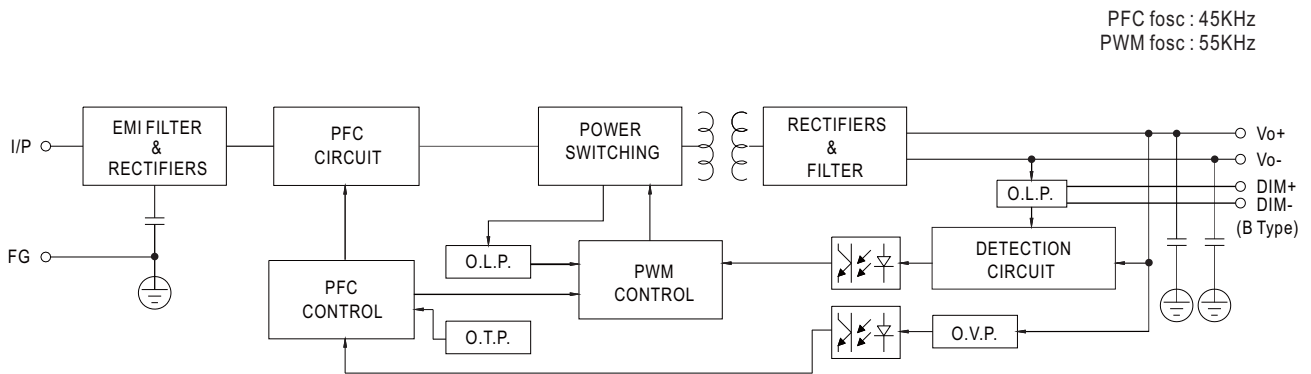 PFC fosc : 45KHz
PWM fosc : 55KHz
I/P
EMI FILTER
&
RECTIFIERS
PFC
CIRCUIT
POWER
SWITCHING
RECTIFIERS
&
FILTER
Vo+
Vo-
DIM+
DIM-
(B Type)
O.L.P.
FG
O.L.P.
PFC
CONTROL
PWM
CONTROL
DETECTION
CIRCUIT
O.T.P.
O.V.P.